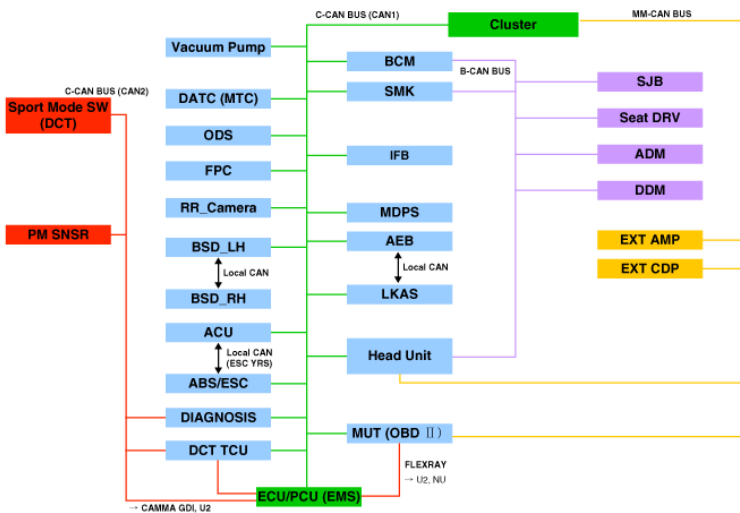 C-CAN BUS (CAN1)
Cluster
MM-CAN BUS
Vacuum Pump
BCM
B-CAN BUS
C-CAN BUS (CAN2)
Sport Mode SW
(DCT)
DATC (MTC)
SMK
SJB
ODS
Seat DRV
FPC
IFB
ADM
RR_Camera
MDPS
DDM
PM SNSR
BSD_LH
AEB
EXT AMP
Local CAN
Local CAN
EXT CDP
BSD_RH
LKAS
ACU
Local CAN
(ESC YRS)
Head Unit
ABS/ESC
DIAGNOSIS
MUT (OBD Ⅱ)
DCT TCU
FLEXRAY
→ U2, NU
ECU/PCU (EMS)
→ CAMMA GDI, U2